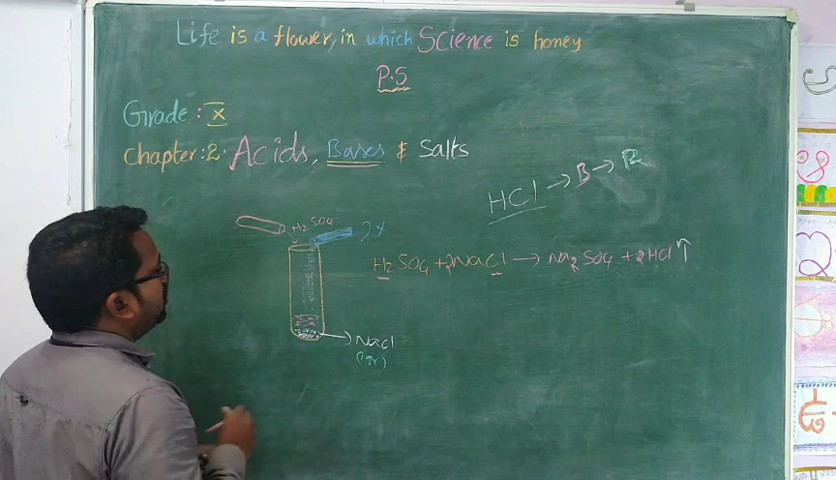 Life is a flower, in which Science is honey
P.S
Grade : X
Chapter:2. Acids, Bases & Salts
HCl → B → R
H2SO4
H2SO4 + 2NaCl → Na2SO4 + 2HCl↑
NaCl